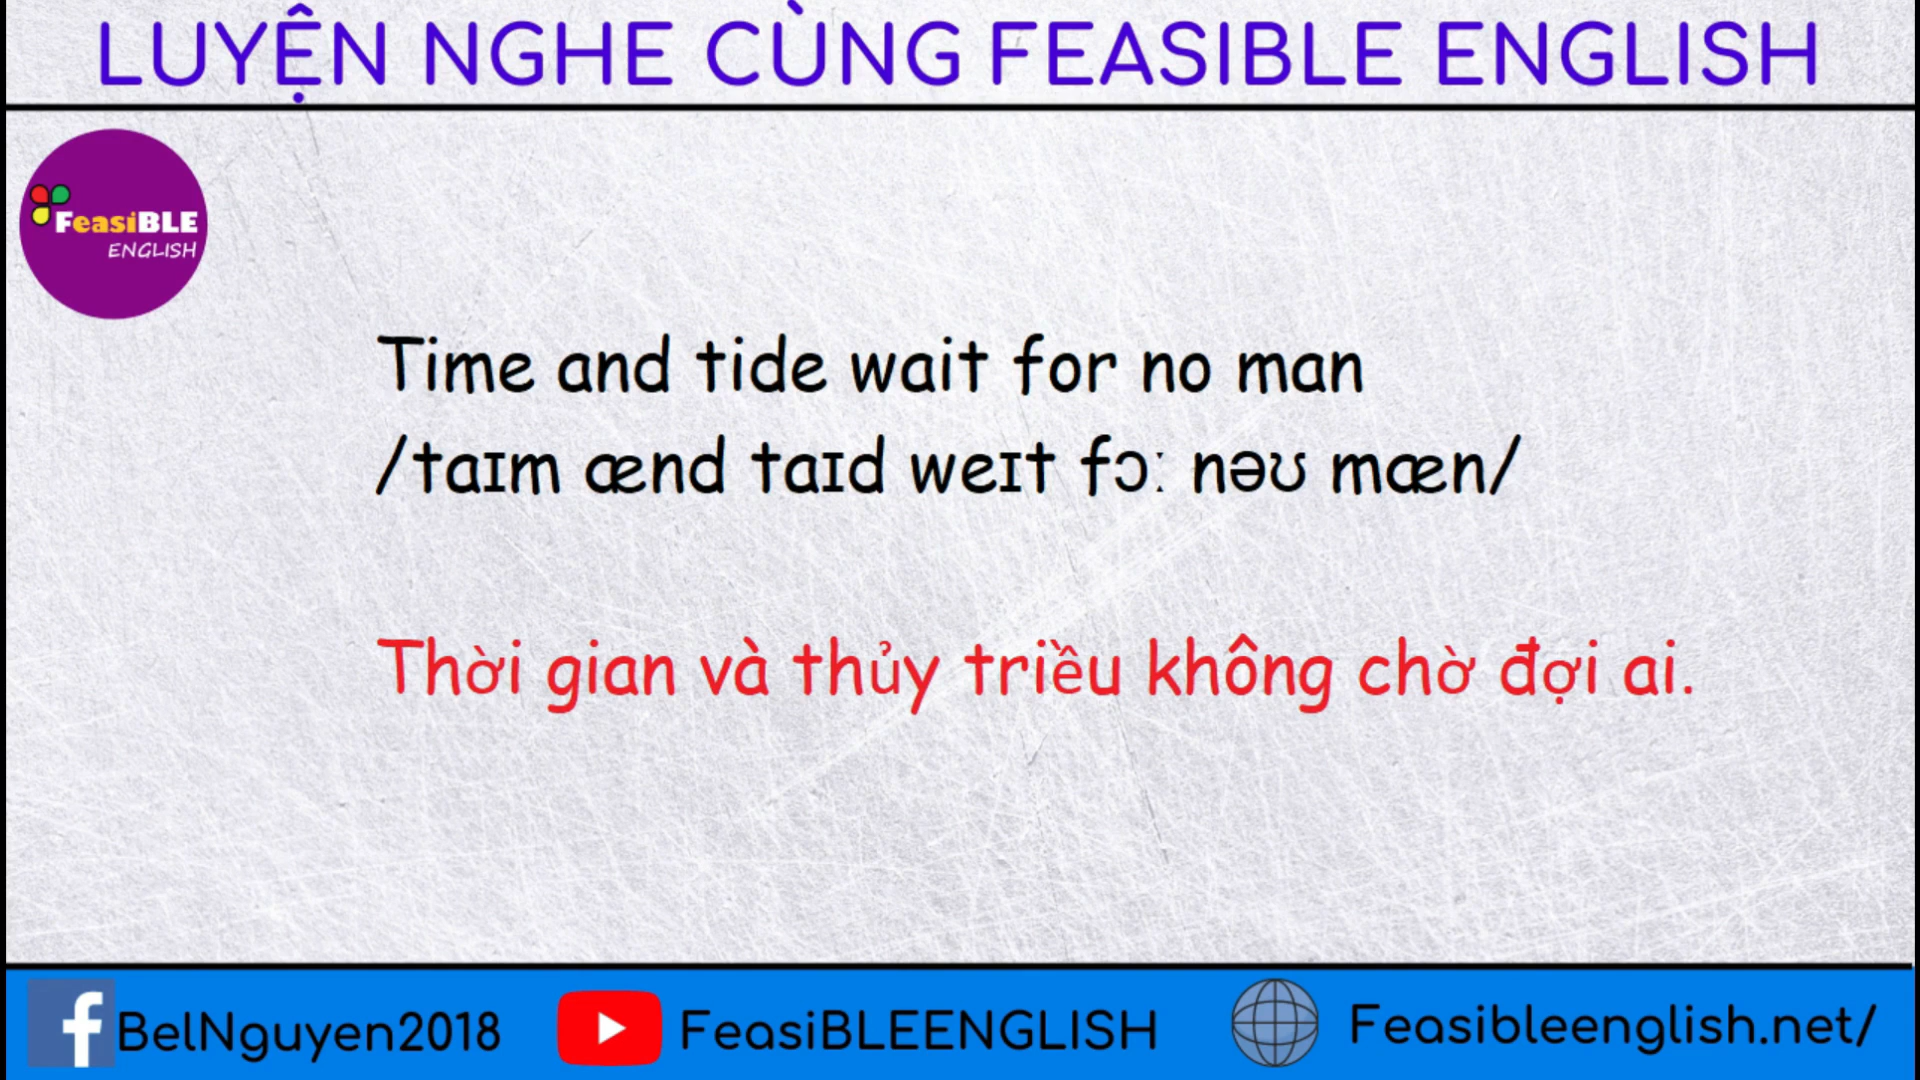 LUYỆN NGHE CÙNG FEASIBLE ENGLISH
FeasiBLE
ENGLISH
Time and tide wait for no man
/taɪm ænd taɪd weɪt fɔː nəʊ mæn/
Thời gian và thủy triều không chờ đợi ai.
BelNguyen2018
FeasiBLEENGLISH
Feasibleenglish.net/